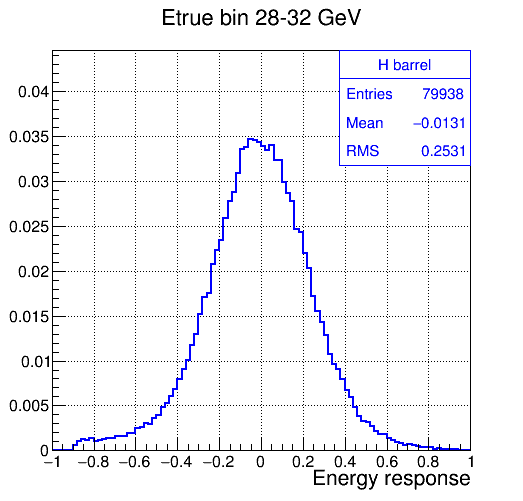 Etrue bin 28-32 GeV
H barrel
Entries 79938
Mean −0.0131
RMS 0.2531
0.04
0.035
0.03
0.025
0.02
0.015
0.01
0.005
0
−1 −0.8 −0.6 −0.4 −0.2 0 0.2 0.4 0.6 0.8 1
Energy response